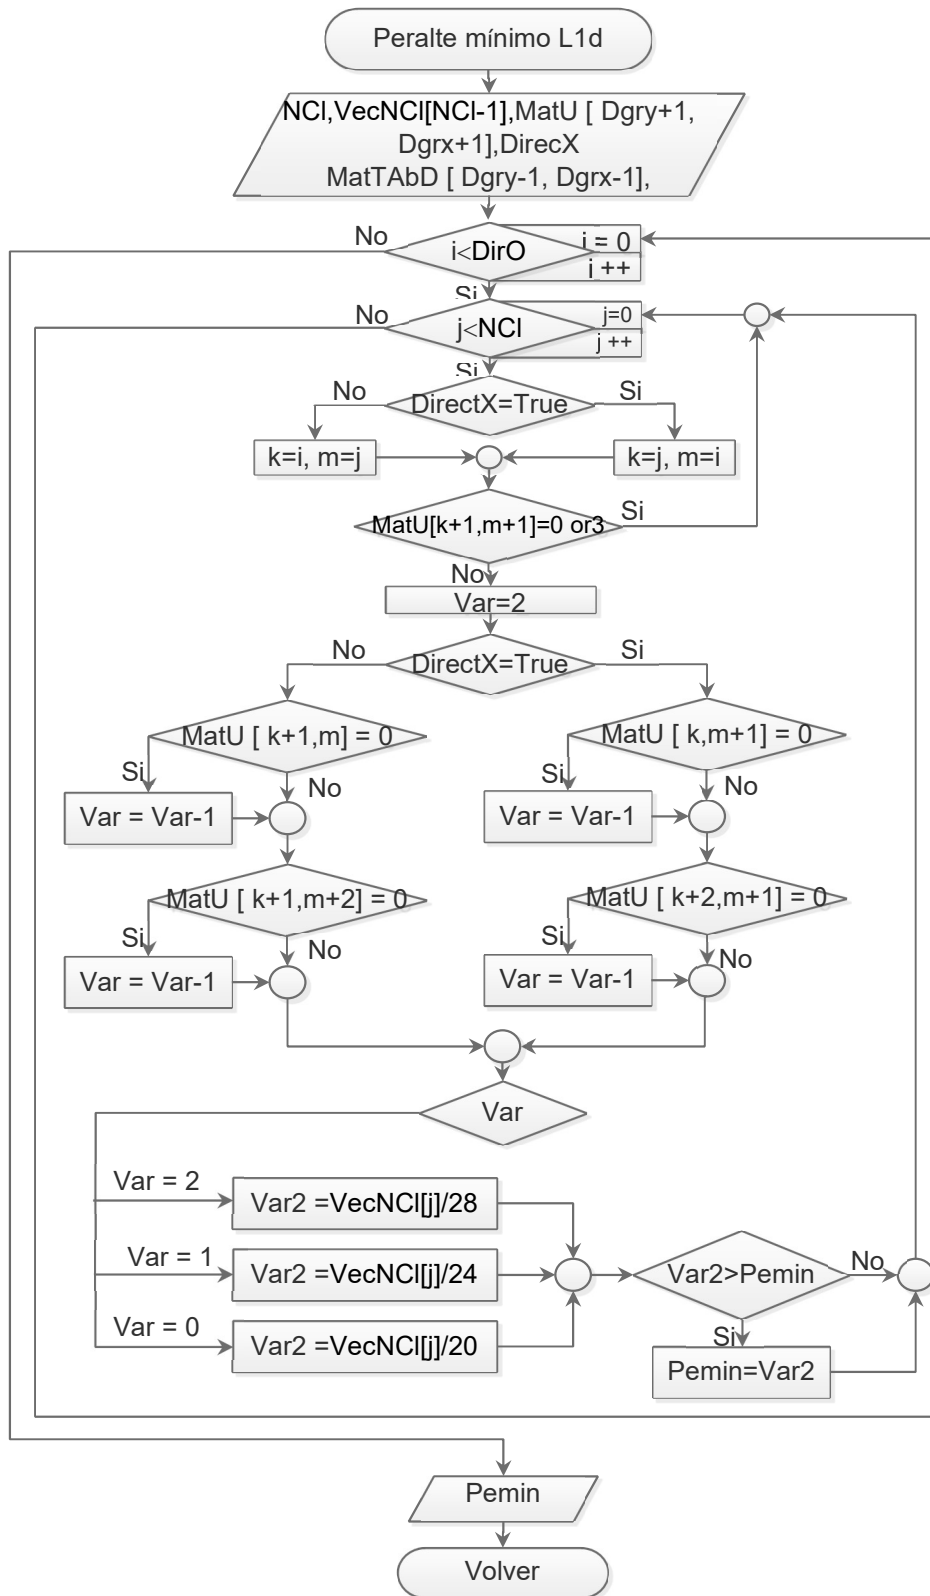 Peralte mínimo L1d
NCl,VecNCl[NCl-1],MatU [ Dgry+1,
Dgrx+1],DirecX
MatTAbD [ Dgry-1, Dgrx-1],
No
i<DirO
i = 0
i ++
Si
No
j<NCl
j=0
j ++
Si
No
DirectX=True
Si
k=i, m=j
k=j, m=i
MatU[k+1,m+1]=0 or3
Si
No
Var=2
No
DirectX=True
Si
MatU [ k+1,m] = 0
MatU [ k,m+1] = 0
Si
No
Si
No
Var = Var-1
Var = Var-1
MatU [ k+1,m+2] = 0
MatU [ k+2,m+1] = 0
Si
No
Si
No
Var = Var-1
Var = Var-1
Var
Var = 2
Var2 =VecNCl[j]/28
Var = 1
Var2 =VecNCl[j]/24
Var2>Pemin
No
Var = 0
Var2 =VecNCl[j]/20
Si
Pemin=Var2
Pemin
Volver